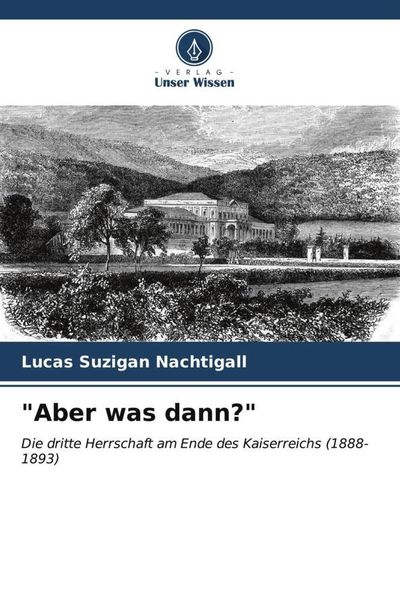 - VERLAG -
Unser Wissen
Lucas Suzigan Nachtigall
"Aber was dann?"
Die dritte Herrschaft am Ende des Kaiserreichs (1888-
1893)